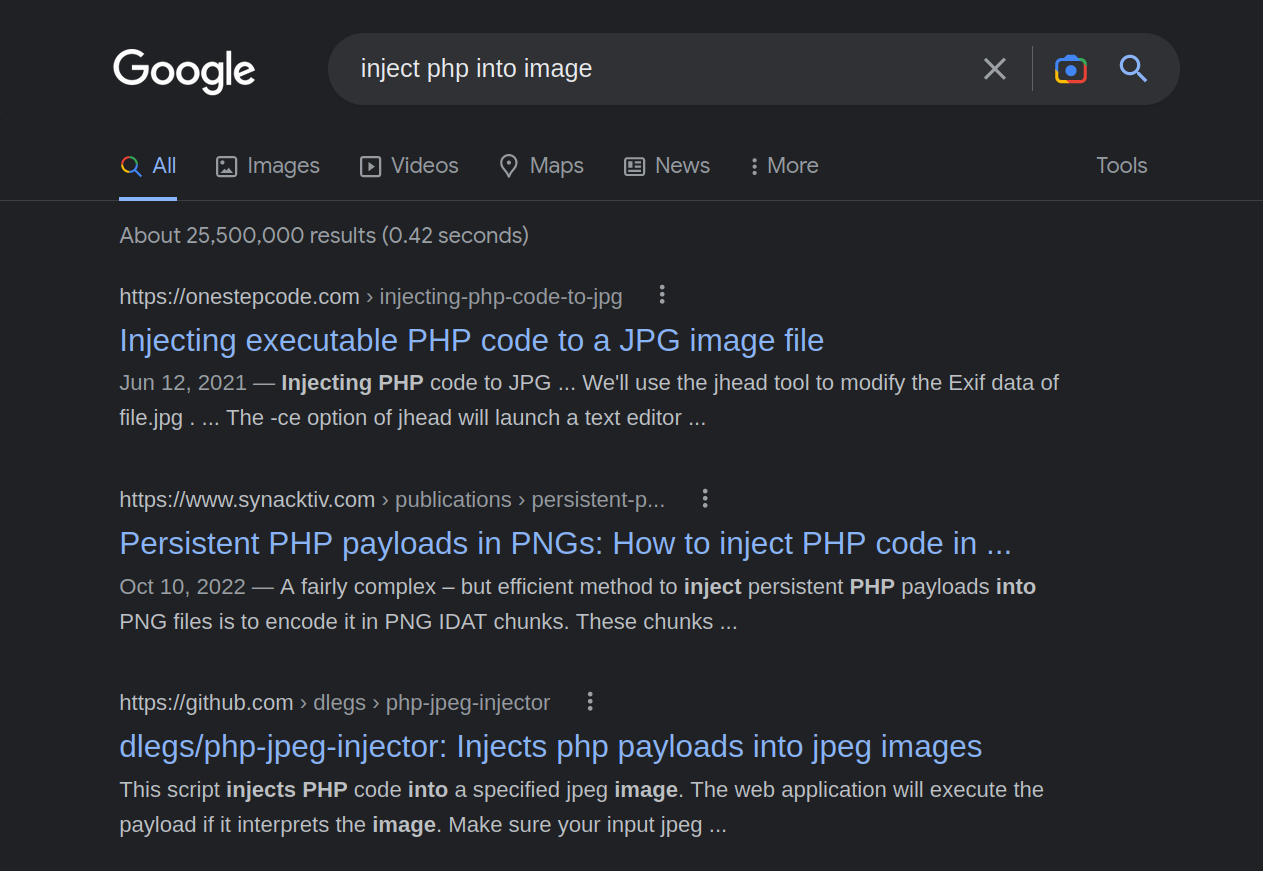 Google
inject php into image
All Images Videos Maps News More Tools
About 25,500,000 results (0.42 seconds)
https://onestepcode.com › injecting-php-code-to-jpg
Injecting executable PHP code to a JPG image file
Jun 12, 2021 — Injecting PHP code to JPG ... We'll use the jhead tool to modify the Exif data of
file.jpg . ... The -ce option of jhead will launch a text editor ...
https://www.synacktiv.com › publications › persistent-p...
Persistent PHP payloads in PNGs: How to inject PHP code in ...
Oct 10, 2022 — A fairly complex – but efficient method to inject persistent PHP payloads into
PNG files is to encode it in PNG IDAT chunks. These chunks ...
https://github.com › dlegs › php-jpeg-injector
dlegs/php-jpeg-injector: Injects php payloads into jpeg images
This script injects PHP code into a specified jpeg image. The web application will execute the
payload if it interprets the image. Make sure your input jpeg ...